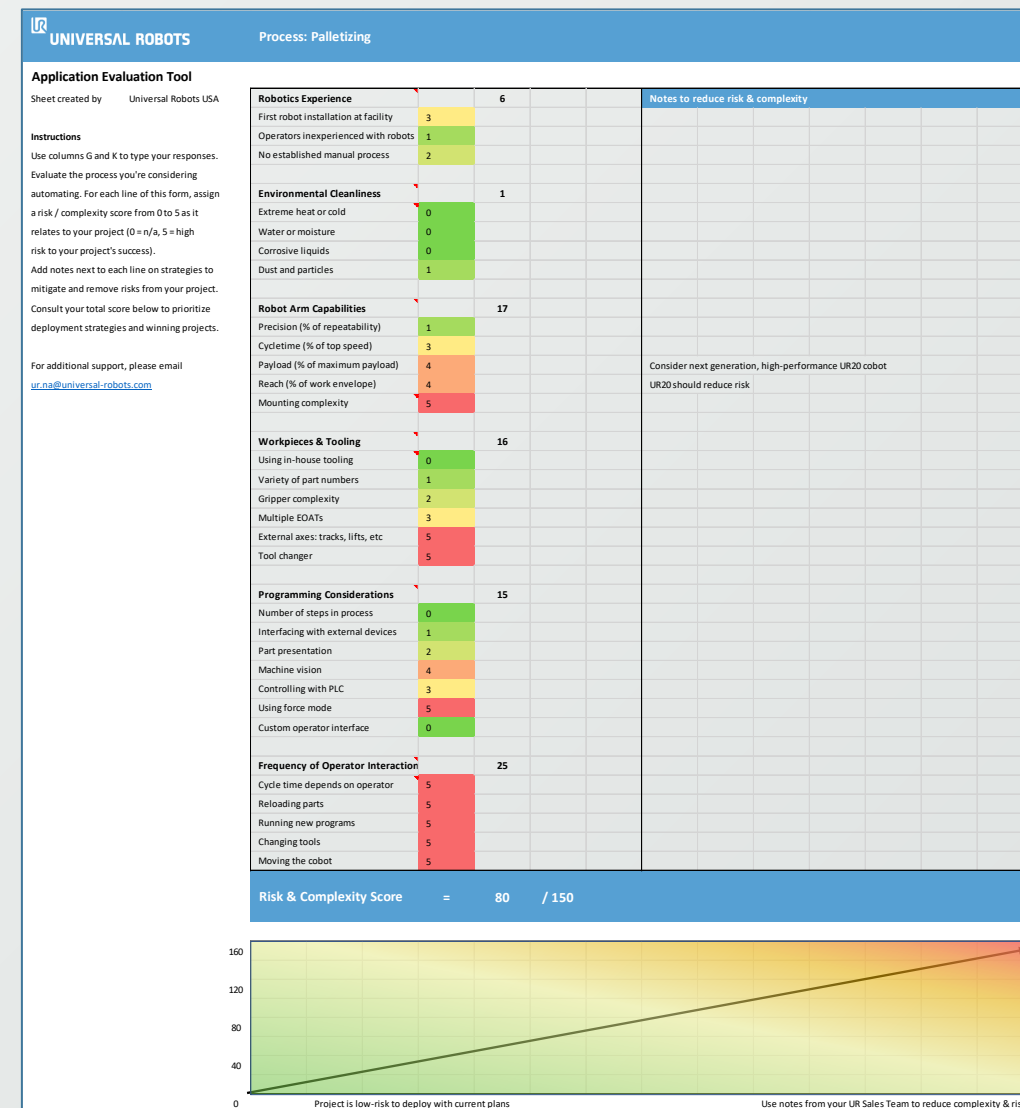 UR
UNIVERSAL ROBOTS
Process: Palletizing
Application Evaluation Tool
Sheet created by Universal Robots USA
Instructions
Use columns G and K to type your responses.
Evaluate the process you're considering
automating. For each line of this form, assign
a risk / complexity score from 0 to 5 as it
relates to your project (0 = n/a, 5 = high
risk to your project's success).
Add notes next to each line on strategies to
mitigate and remove risks from your project.
Consult your total score below to prioritize
deployment strategies and winning projects.
For additional support, please email
ur.na@universal-robots.com
Robotics Experience 6
First robot installation at facility 3
Operators inexperienced with robots 1
No established manual process 2
Environmental Cleanliness 1
Extreme heat or cold 0
Water or moisture 0
Corrosive liquids 0
Dust and particles 1
Robot Arm Capabilities 17
Precision (% of repeatability) 1
Cycletime (% of top speed) 3
Payload (% of maximum payload) 4
Reach (% of work envelope) 4
Mounting complexity 5
Workpieces & Tooling 16
Using in-house tooling 0
Variety of part numbers 1
Gripper complexity 2
Multiple EOATs 3
External axes: tracks, lifts, etc 5
Tool changer 5
Programming Considerations 15
Number of steps in process 0
Interfacing with external devices 1
Part presentation 2
Machine vision 4
Controlling with PLC 3
Using force mode 5
Custom operator interface 0
Frequency of Operator Interaction 25
Cycle time depends on operator 5
Reloading parts 5
Running new programs 5
Changing tools 5
Moving the cobot 5
Notes to reduce risk & complexity
Consider next generation, high-performance UR20 cobot
UR20 should reduce risk
Risk & Complexity Score = 80 / 150
160
120
80
40
0
Project is low-risk to deploy with current plans
Use notes from your UR Sales Team to reduce complexity &